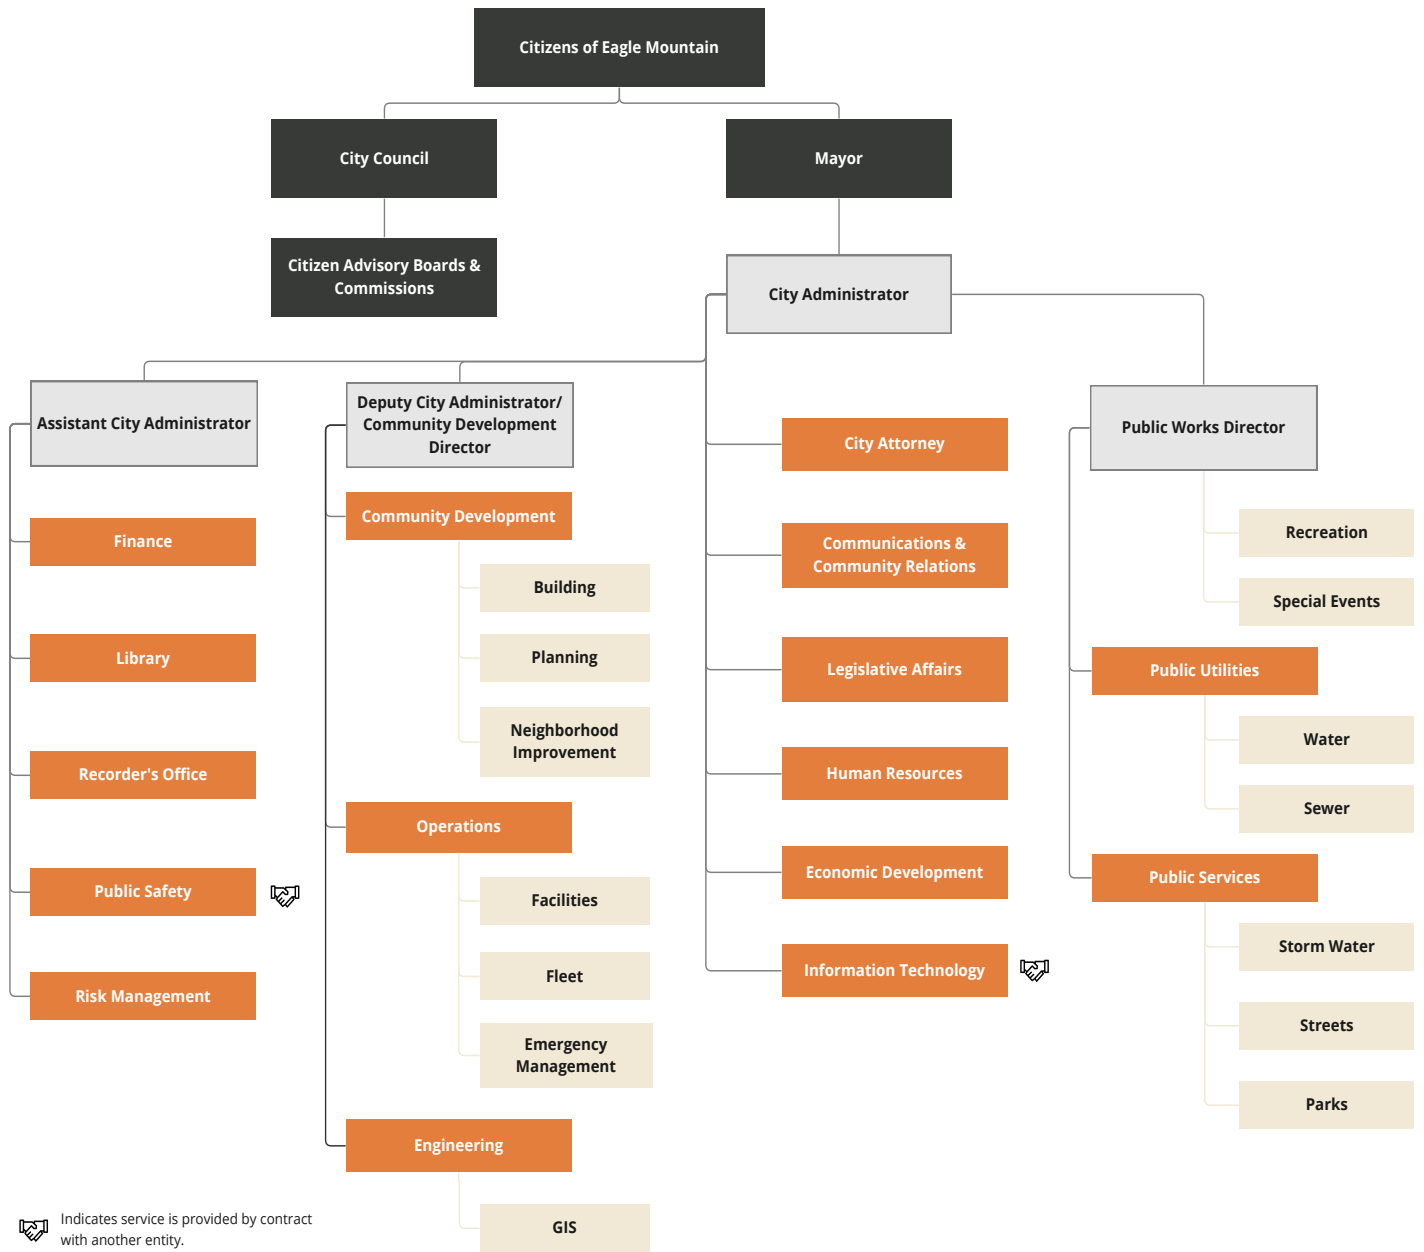 Citizens of Eagle Mountain
City Council
Mayor
Citizen Advisory Boards &
Commissions
City Administrator
Assistant City Administrator
Deputy City Administrator/
Community Development
Director
Public Works Director
Finance
Library
Recorder's Office
Public Safety
Risk Management
Community Development
Building
Planning
Neighborhood
Improvement
Operations
Facilities
Fleet
Emergency
Management
Engineering
GIS
City Attorney
Communications &
Community Relations
Legislative Affairs
Human Resources
Economic Development
Information Technology
Recreation
Special Events
Public Utilities
Water
Sewer
Public Services
Storm Water
Streets
Parks
Indicates service is provided by contract
with another entity.